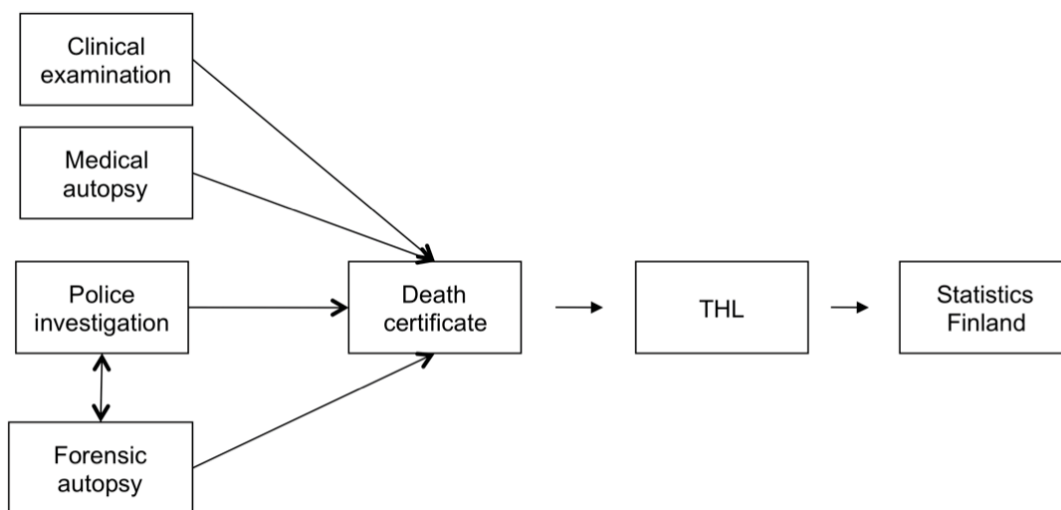 Clinical
examination
Medical
autopsy
Police
investigation
Forensic
autopsy
Death
certificate
THL
Statistics
Finland